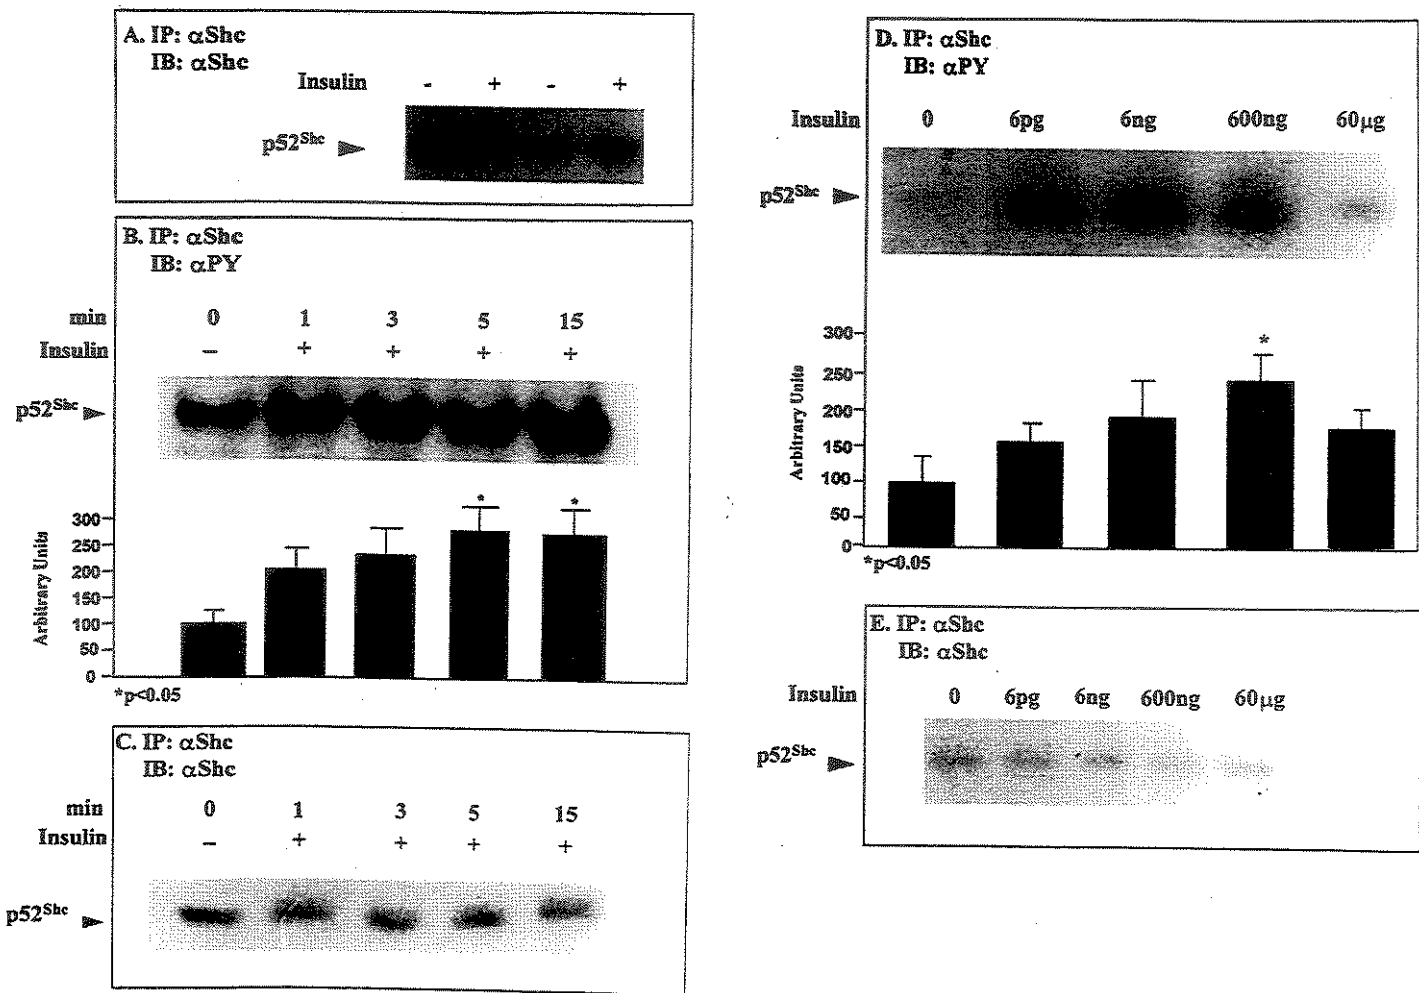 A. IP: αShc
IB: αShc
Insulin - + - +
p52Shc
B. IP: αShc
IB: αPY
min 0 1 3 5 15
Insulin – + + + +
p52Shc
300
250
200
150
100
50
0
Arbitrary Units
* *
*p<0.05
C. IP: αShc
IB: αShc
min 0 1 3 5 15
Insulin – + + + +
p52Shc
D. IP: αShc
IB: αPY
Insulin 0 6pg 6ng 600ng 60μg
p52Shc
300
250
200
150
100
50
0
Arbitrary Units
*
*p<0.05
E. IP: αShc
IB: αShc
Insulin 0 6pg 6ng 600ng 60μg
p52Shc